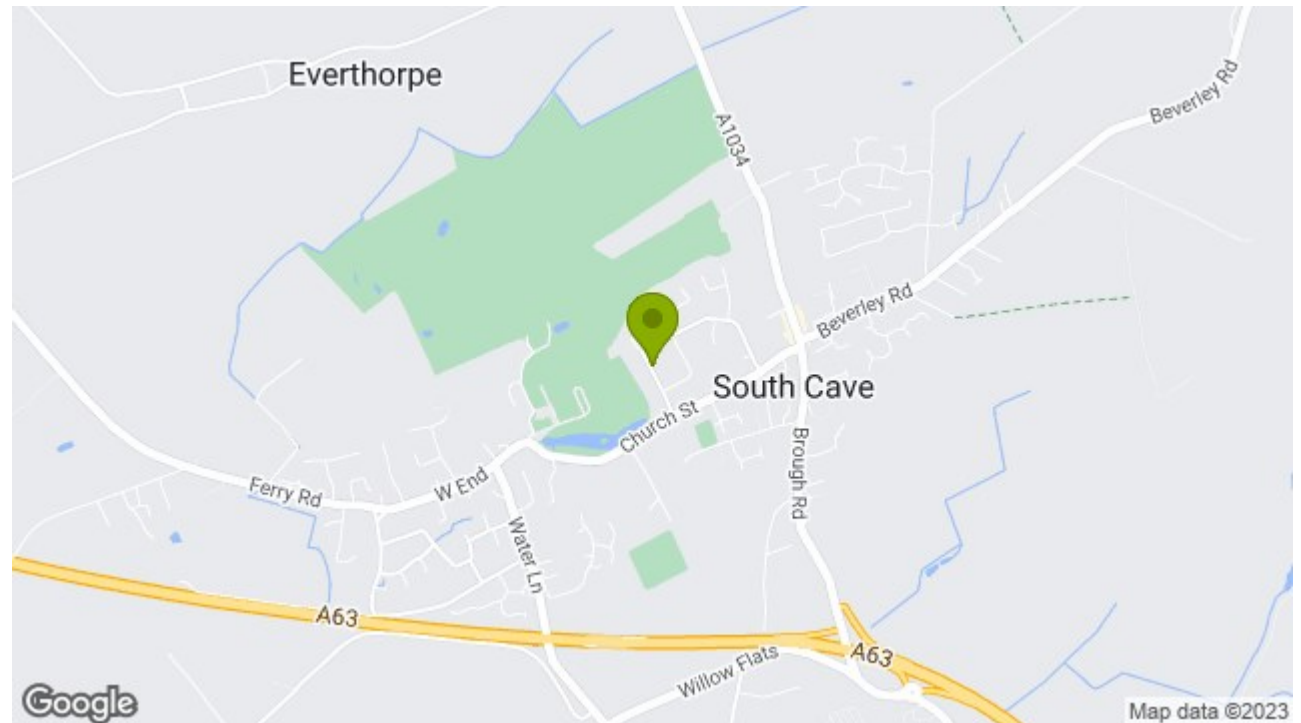 Everthorpe
Beverley Rd
A1034
Beverley Rd
South Cave
Church St
Brough Rd
W End
Ferry Rd
Water Ln
A63
A63
Willow Flats
Google
Map data ©2023